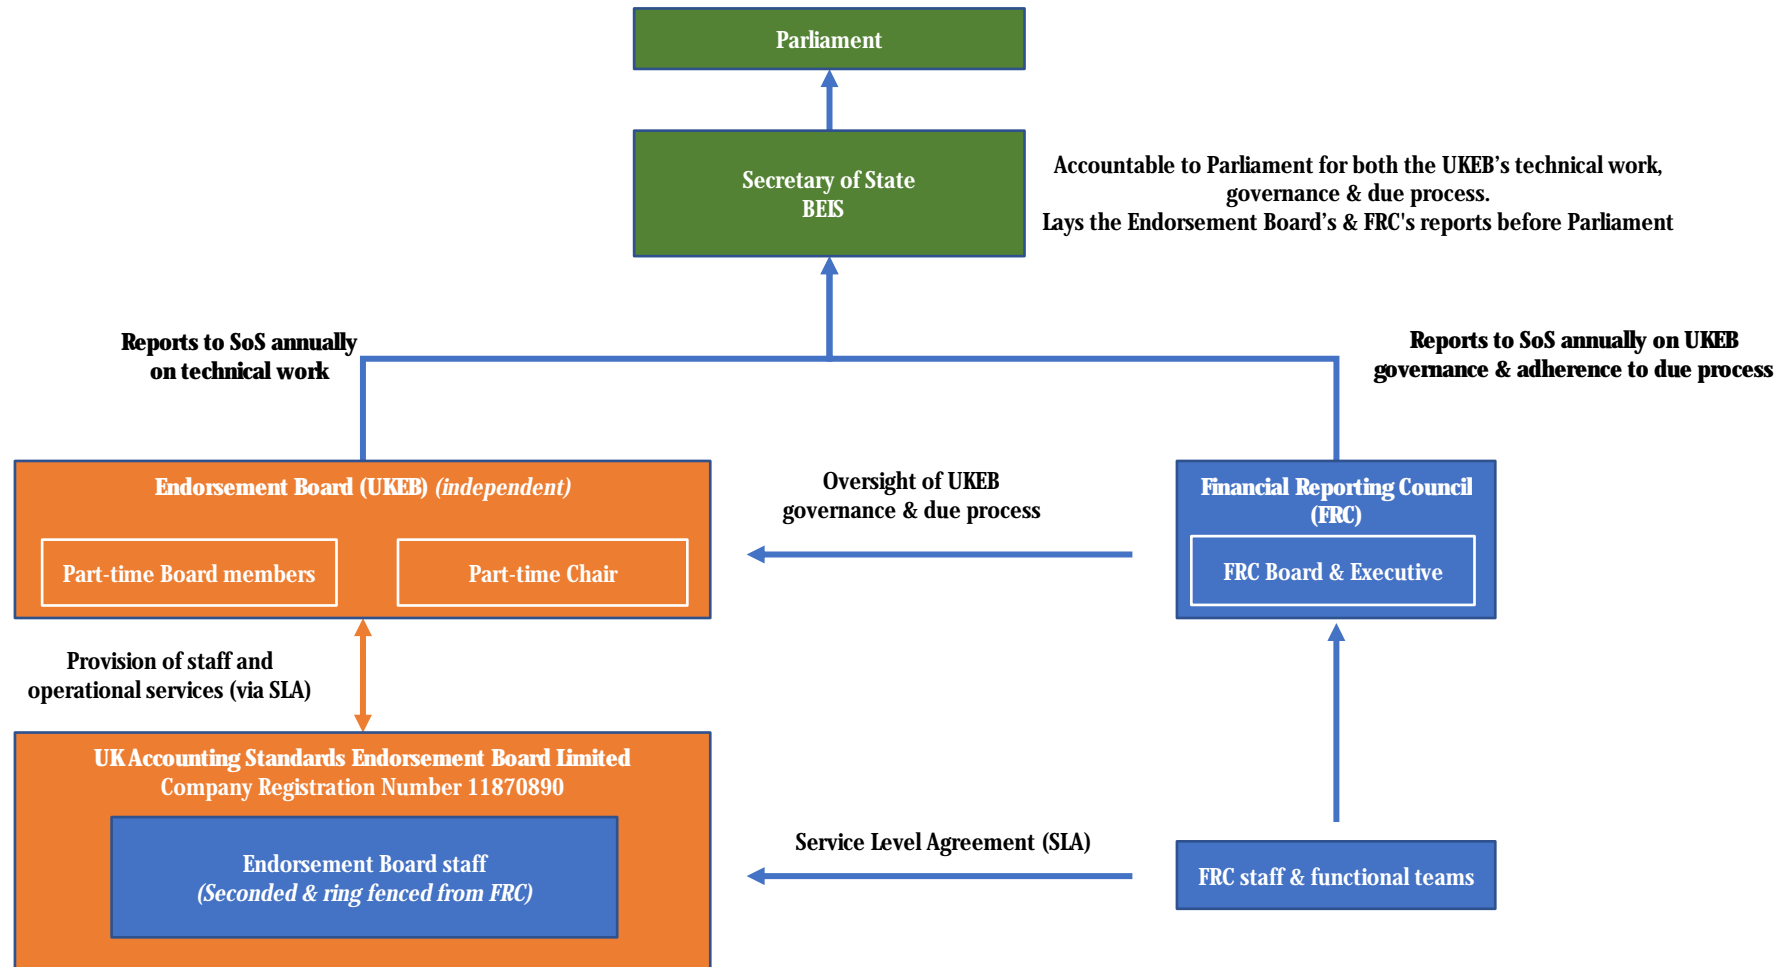 Parliament
Secretary of State
BEIS
Accountable to Parliament for both the UKEB’s technical work,
governance & due process.
Lays the Endorsement Board’s & FRC's reports before Parliament
Reports to SoS annually
on technical work
Reports to SoS annually on UKEB
governance & adherence to due process
Endorsement Board (UKEB) (independent)
Part-time Board members
Part-time Chair
Oversight of UKEB
governance & due process
Financial Reporting Council
(FRC)
FRC Board & Executive
Provision of staff and
operational services (via SLA)
UK Accounting Standards Endorsement Board Limited
Company Registration Number 11870890
Endorsement Board staff
(Seconded & ring fenced from FRC)
Service Level Agreement (SLA)
FRC staff & functional teams